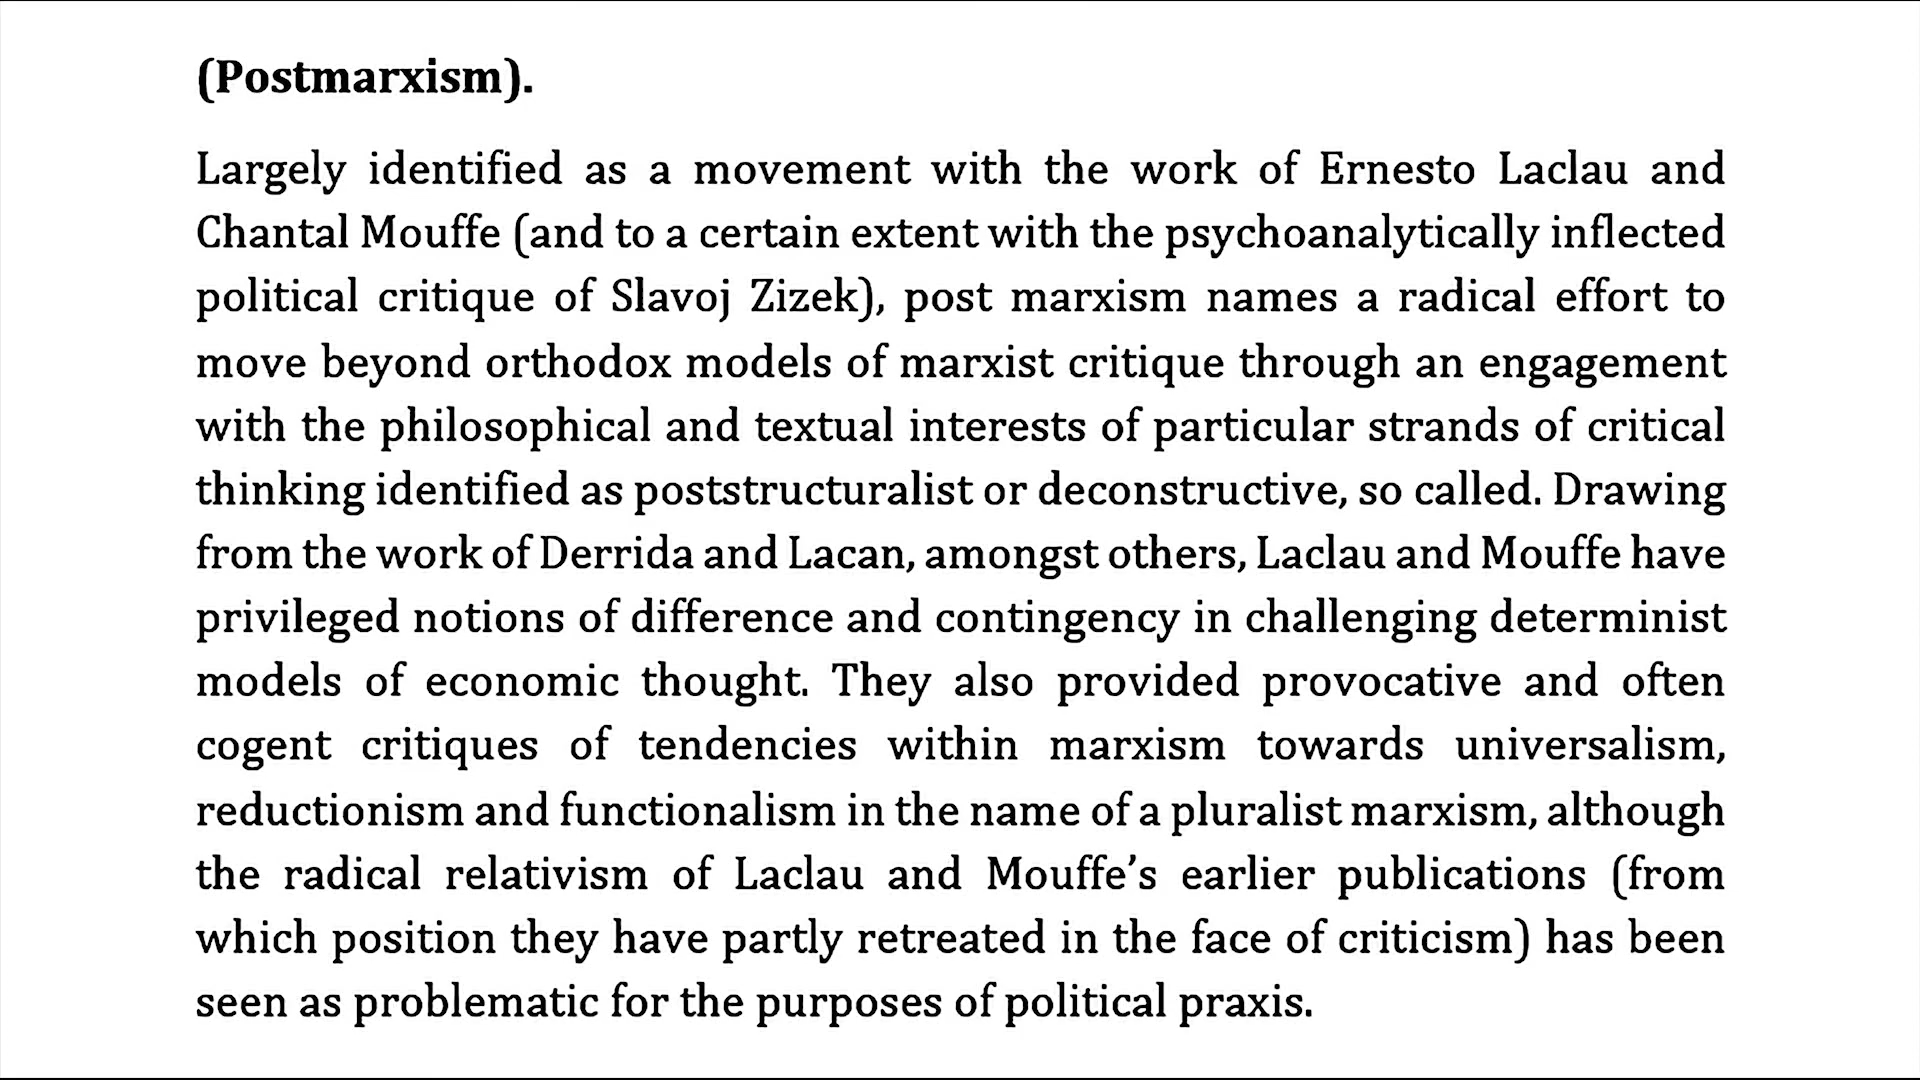 (Postmarxism).
Largely identified as a movement with the work of Ernesto Laclau and
Chantal Mouffe (and to a certain extent with the psychoanalytically inflected
political critique of Slavoj Zizek), post marxism names a radical effort to
move beyond orthodox models of marxist critique through an engagement
with the philosophical and textual interests of particular strands of critical
thinking identified as poststructuralist or deconstructive, so called. Drawing
from the work of Derrida and Lacan, amongst others, Laclau and Mouffe have
privileged notions of difference and contingency in challenging determinist
models of economic thought. They also provided provocative and often
cogent critiques of tendencies within marxism towards universalism,
reductionism and functionalism in the name of a pluralist marxism, although
the radical relativism of Laclau and Mouffe’s earlier publications (from
which position they have partly retreated in the face of criticism) has been
seen as problematic for the purposes of political praxis.